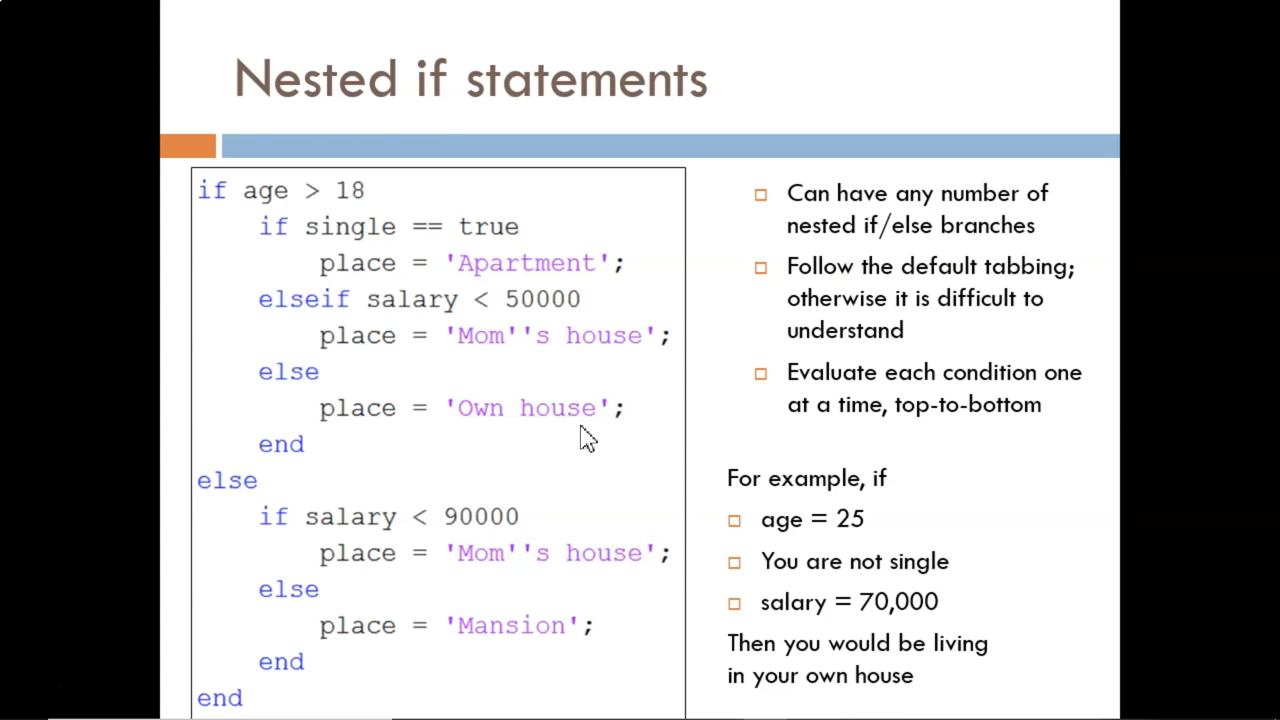 Nested if statements
if age > 18
    if single == true
        place = 'Apartment';
    elseif salary < 50000
        place = 'Mom''s house';
    else
        place = 'Own house';
    end
else
    if salary < 90000
        place = 'Mom''s house';
    else
        place = 'Mansion';
    end
end
Can have any number of
nested if/else branches
Follow the default tabbing;
otherwise it is difficult to
understand
Evaluate each condition one
at a time, top-to-bottom
For example, if
age = 25
You are not single
salary = 70,000
Then you would be living
in your own house